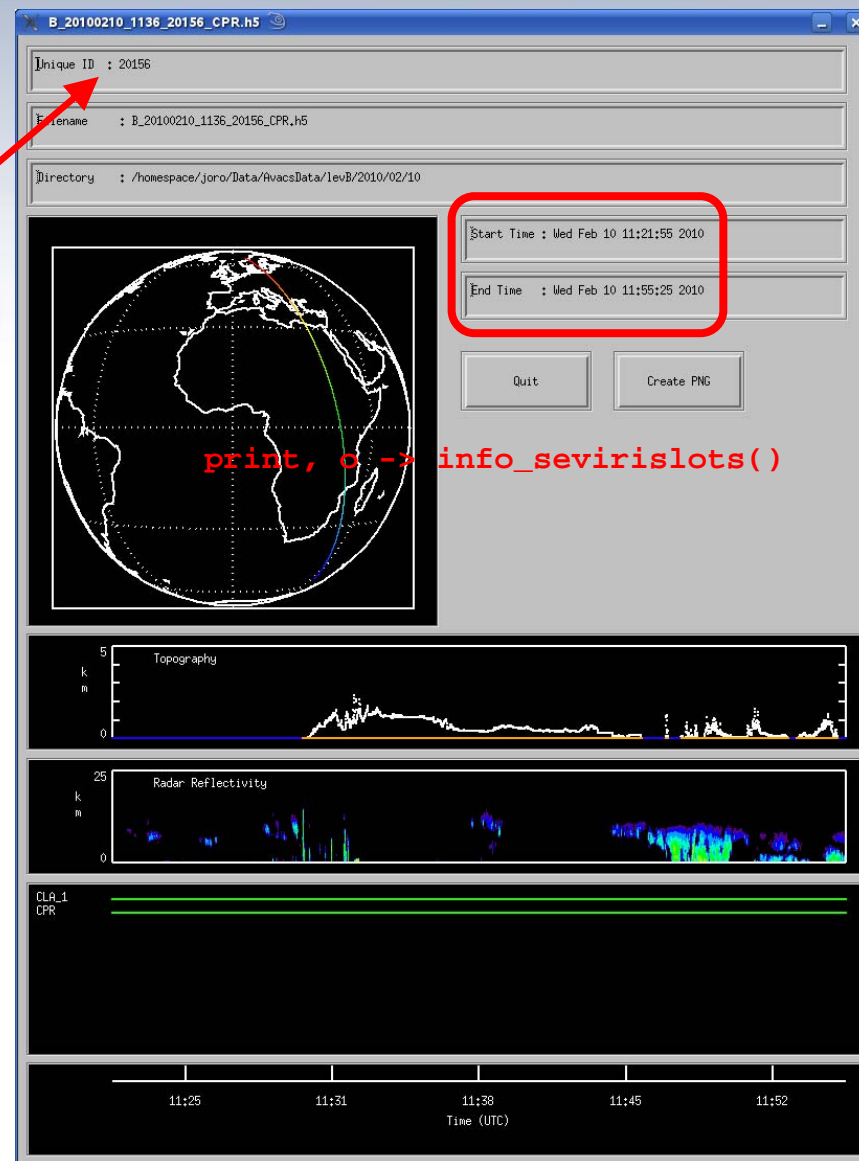 B_20100210_1136_20156_CPR.h5
Unique ID : 20156
Filename : B_20100210_1136_20156_CPR.h5
Directory : /homespace/joro/Data/AvacsData/levB/2010/02/10
Start Time : Wed Feb 10 11:21:55 2010
End Time : Wed Feb 10 11:55:25 2010
Quit
Create PNG
print, o -> info_sevirislots()
5
Topography
k
m
0
25
Radar Reflectivity
k
m
0
CLA_1
CPR
11:25 11:31 11:38 11:45 11:52
Time (UTC)